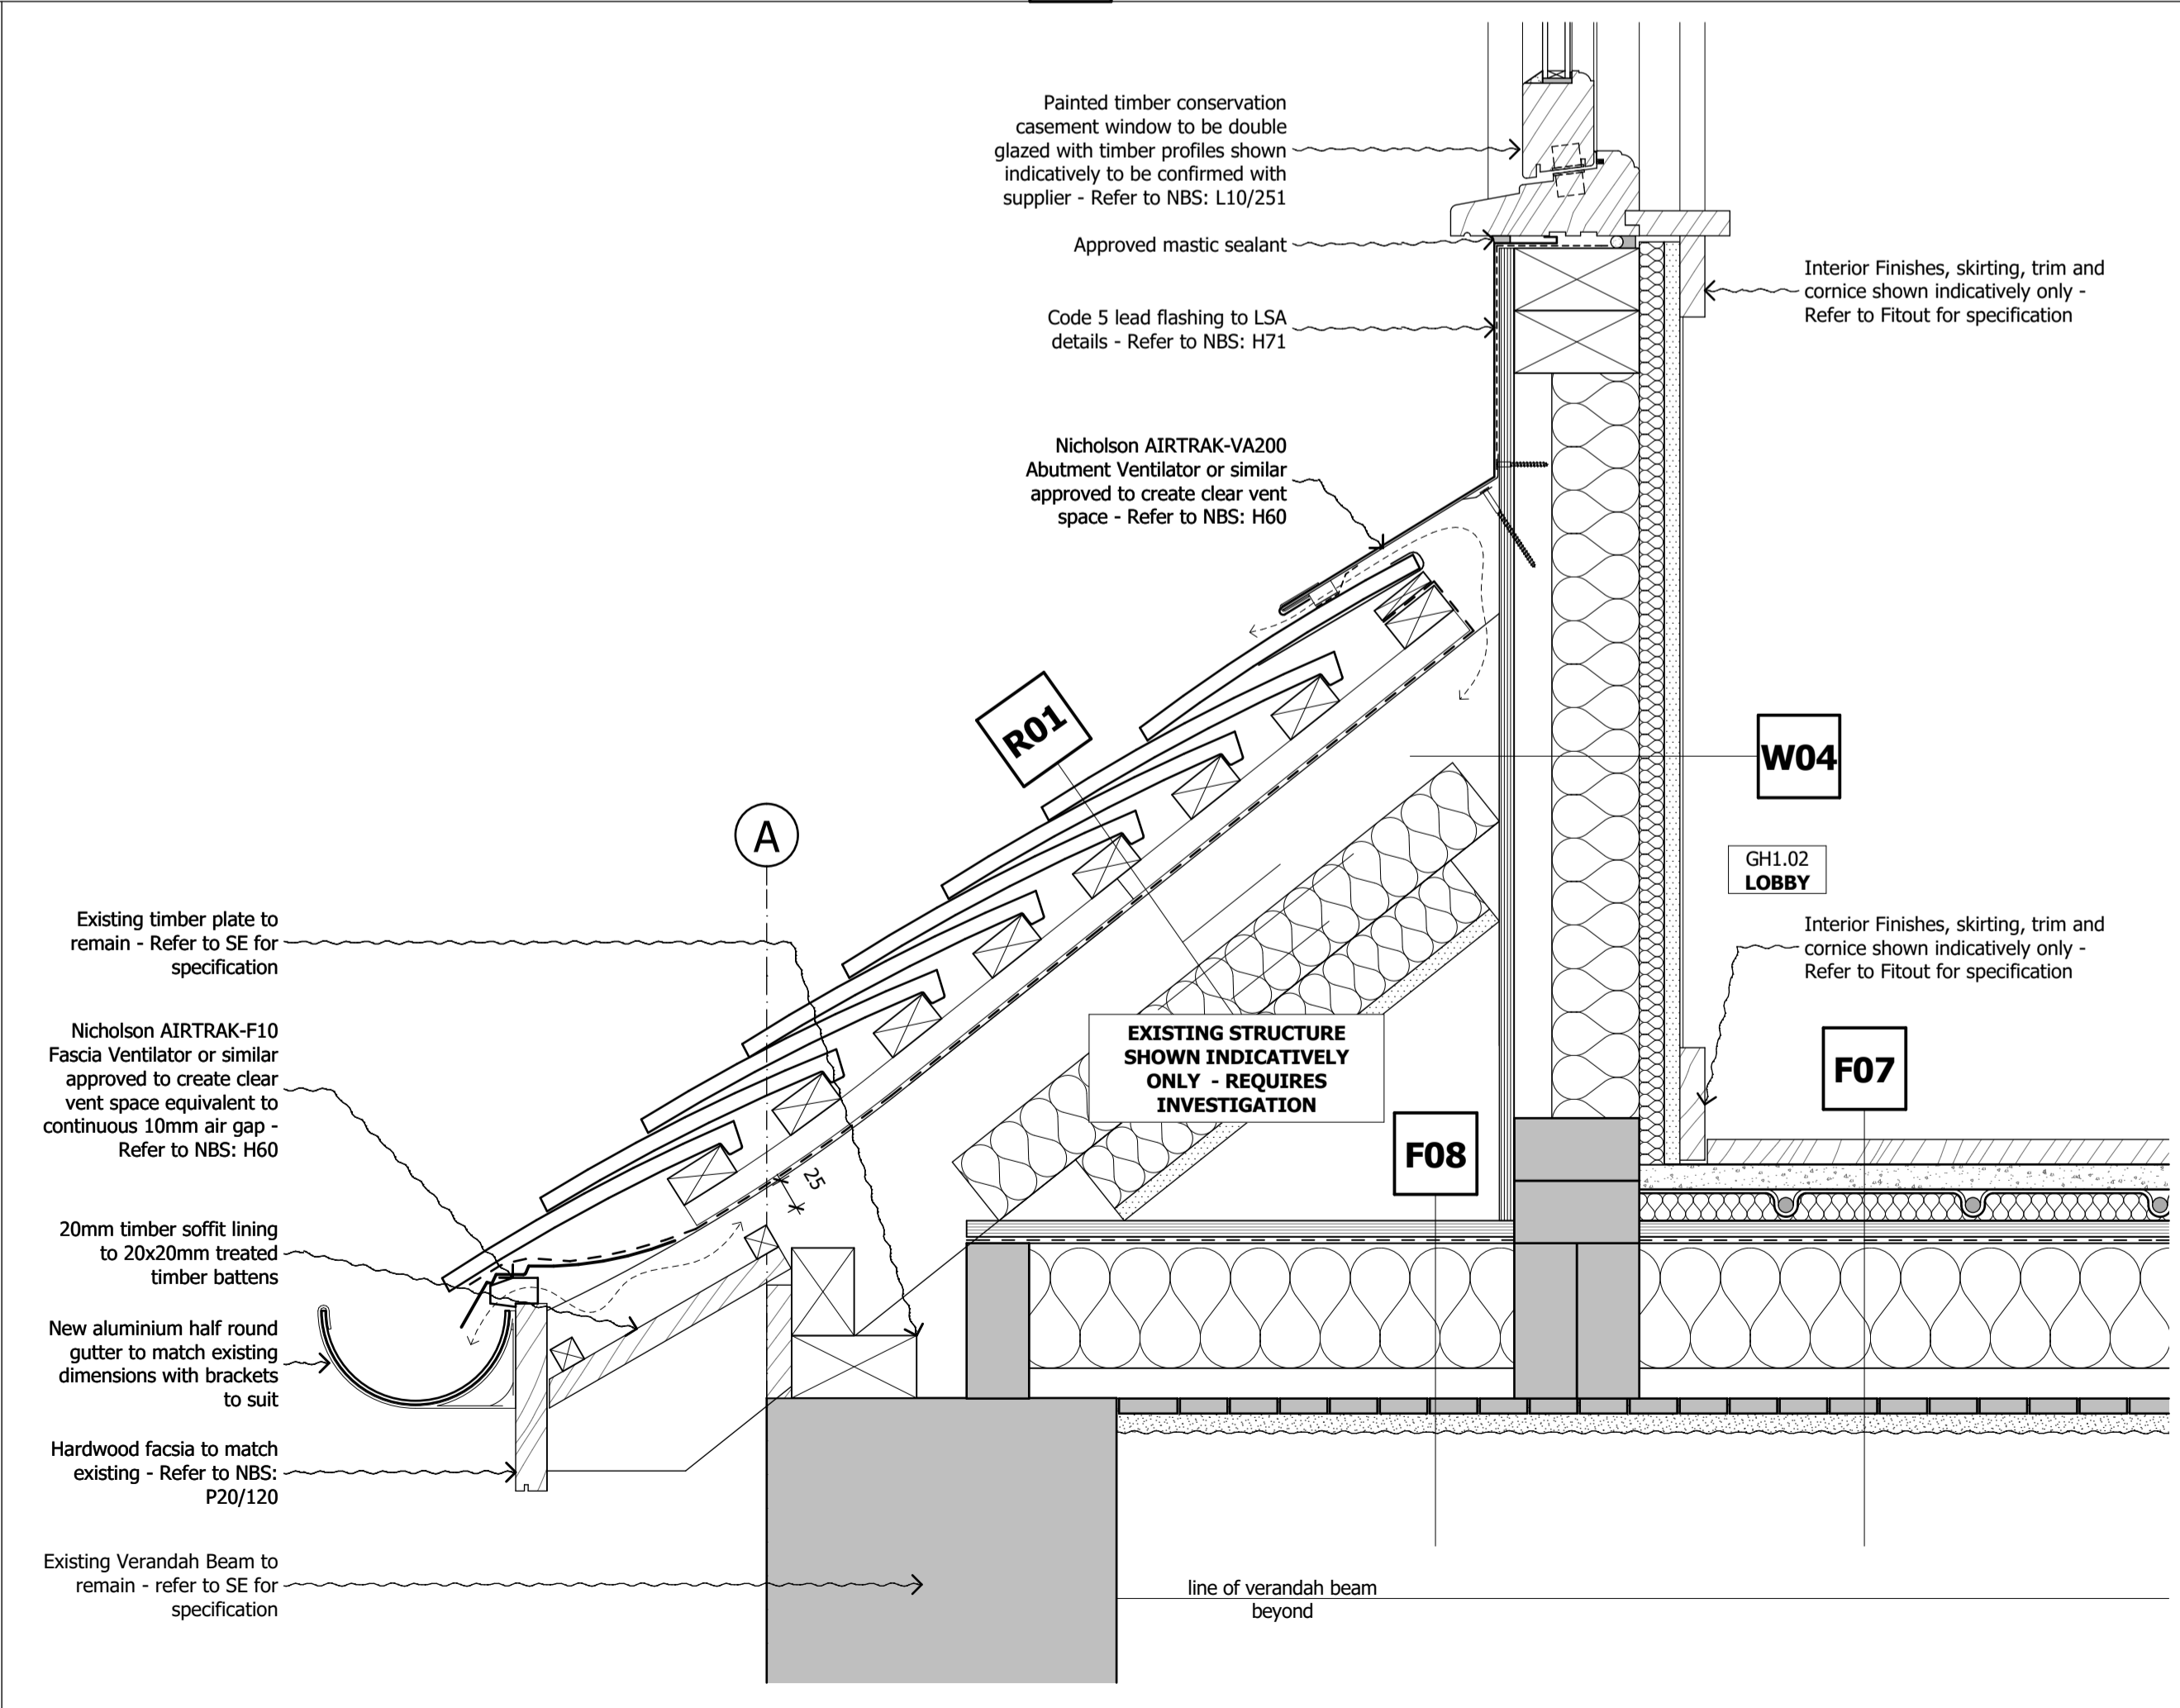 Painted timber conservation
casement window to be double
glazed with timber profiles shown
indicatively to be confirmed with
supplier - Refer to NBS: L10/251
Approved mastic sealant
Interior Finishes, skirting, trim and
cornice shown indicatively only -
Refer to Fitout for specification
Code 5 lead flashing to LSA
details - Refer to NBS: H71
Nicholson AIRTRAK-VA200
Abutment Ventilator or similar
approved to create clear vent
space - Refer to NBS: H60
R01
W04
A
GH1.02
LOBBY
Existing timber plate to
remain - Refer to SE for
specification
Interior Finishes, skirting, trim and
cornice shown indicatively only -
Refer to Fitout for specification
Nicholson AIRTRAK-F10
Fascia Ventilator or similar
approved to create clear
vent space equivalent to
continuous 10mm air gap -
Refer to NBS: H60
EXISTING STRUCTURE
SHOWN INDICATIVELY
ONLY - REQUIRES
INVESTIGATION
F07
F08
25
20mm timber soffit lining
to 20x20mm treated
timber battens
New aluminium half round
gutter to match existing
dimensions with brackets
to suit
Hardwood facsia to match
existing - Refer to NBS:
P20/120
Existing Verandah Beam to
remain - refer to SE for
specification
line of verandah beam
beyond